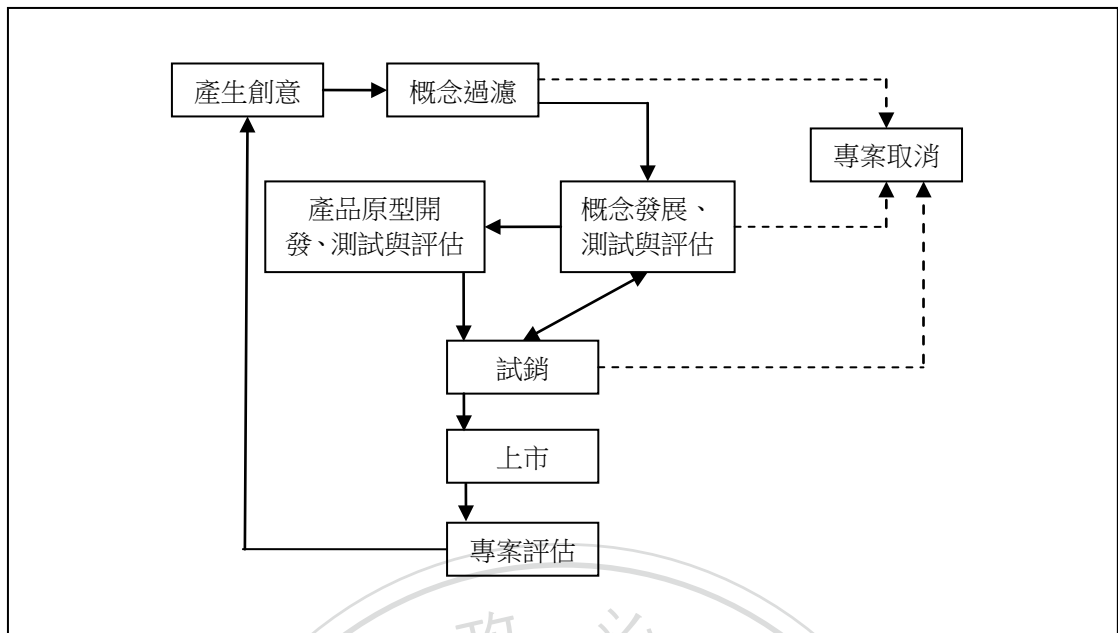 產生創意
概念過濾
專案取消
產品原型開
發、測試與評估
概念發展、
測試與評估
試銷
上市
專案評估
政 治